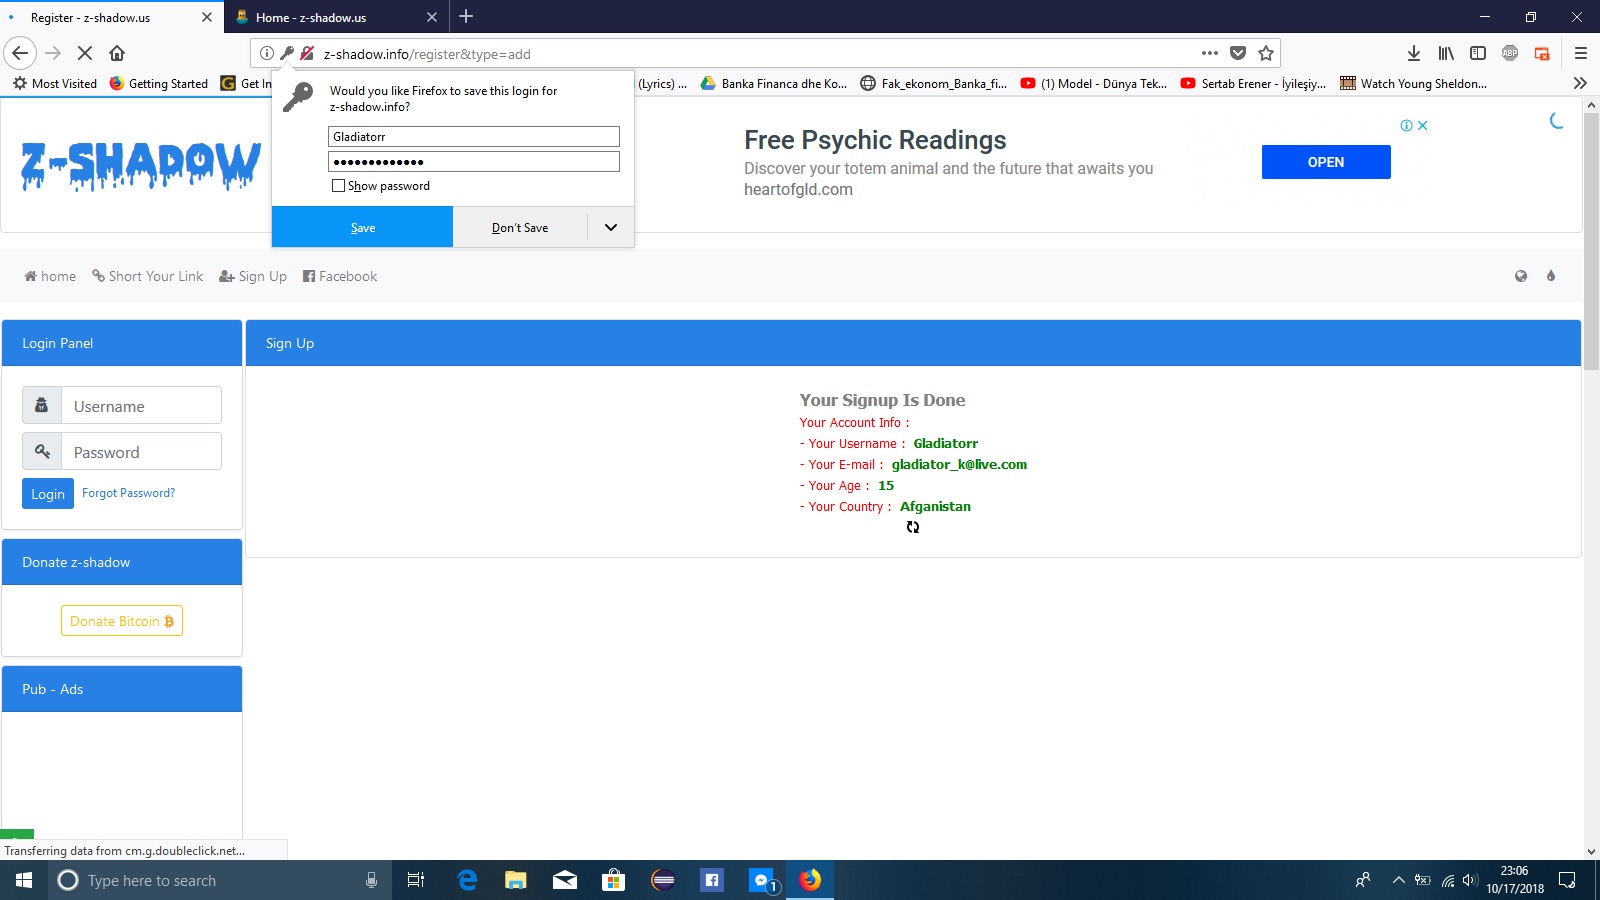 Register - z-shadow.us
Home - z-shadow.us
z-shadow.info/register&type=add
ABP
Most Visited
Getting Started
Get In
(Lyrics) ...
Banka Financa dhe Ko...
Fak_ekonom_Banka_fi...
(1) Model - Dünya Tek...
Sertab Erener - İyileşiy...
Watch Young Sheldon...
Would you like Firefox to save this login for
z-shadow.info?
Gladiatorr
Show password
Save
Don't Save
Z-SHADOW
Free Psychic Readings
Discover your totem animal and the future that awaits you
heartofgld.com
OPEN
home
Short Your Link
Sign Up
Facebook
Login Panel
Username
Password
Login
Forgot Password?
Donate z-shadow
Donate Bitcoin
Pub - Ads
Sign Up
Your Signup Is Done
Your Account Info :
- Your Username : Gladiatorr
- Your E-mail : gladiator_k@live.com
- Your Age : 15
- Your Country : Afganistan
Transferring data from cm.g.doubleclick.net...
Type here to search
1
23:06
10/17/2018